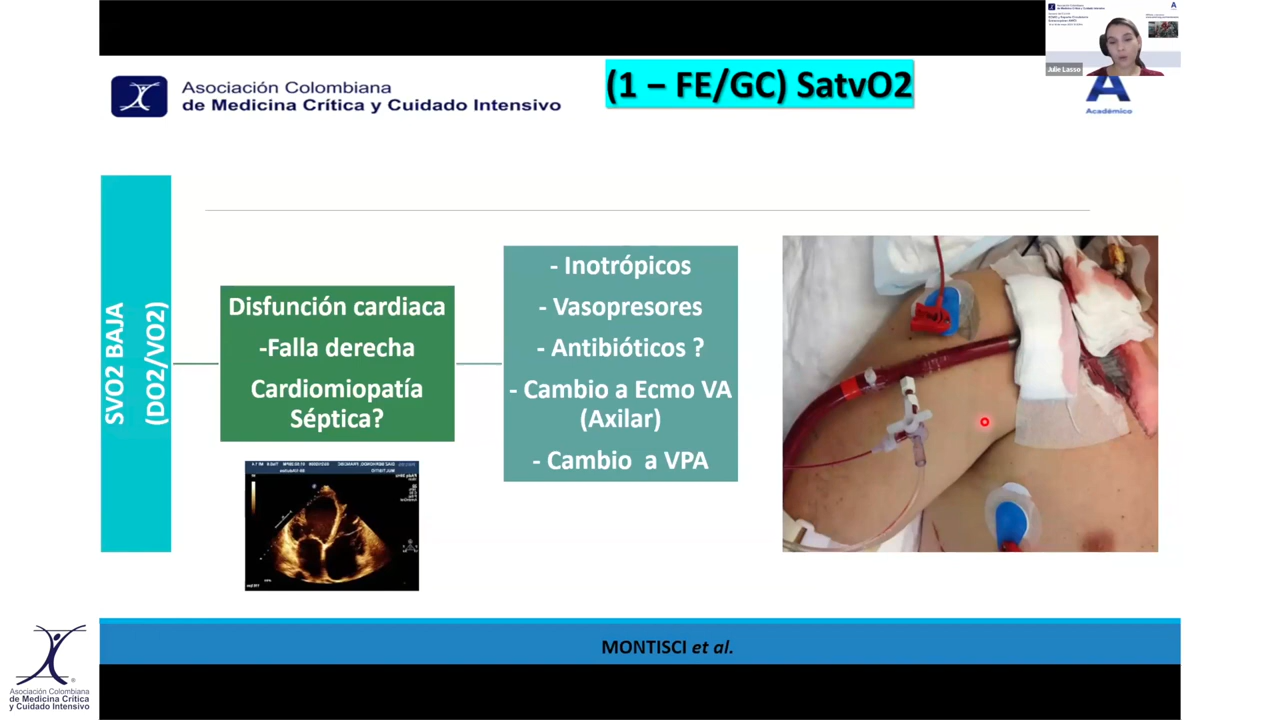 Asociación Colombiana
de Medicina Crítica y Cuidado Intensivo
(1 – FE/GC) SatvO2
Julie Lasso
A
Académico
SVO2 BAJA
(DO2/VO2)
Disfunción cardiaca
-Falla derecha
Cardiomiopatía
Séptica?
- Inotrópicos
- Vasopresores
- Antibióticos ?
- Cambio a Ecmo VA
(Axilar)
- Cambio a VPA
MONTISCI et al.
Asociación Colombiana
de Medicina Crítica
y Cuidado Intensivo